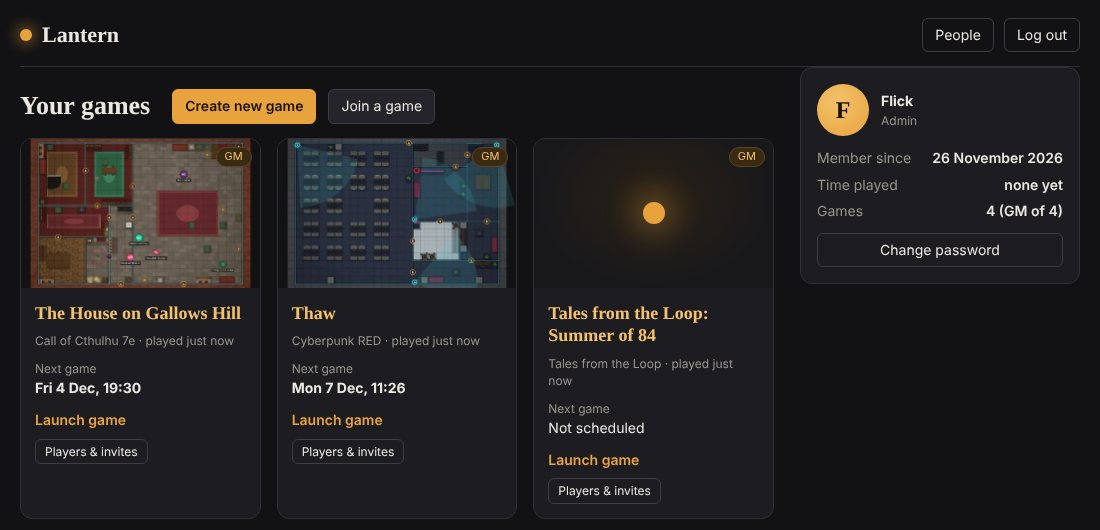 Lantern
People
Log out
Your games
Create new game
Join a game
F
Flick
Admin
Member since 26 November 2026
Time played none yet
Games 4 (GM of 4)
Change password
GM
The House on Gallows Hill
Call of Cthulhu 7e · played just now
Next game
Fri 4 Dec, 19:30
Launch game
Players & invites
GM
Thaw
Cyberpunk RED · played just now
Next game
Mon 7 Dec, 11:26
Launch game
Players & invites
GM
Tales from the Loop:
Summer of 84
Tales from the Loop · played just
now
Next game
Not scheduled
Launch game
Players & invites